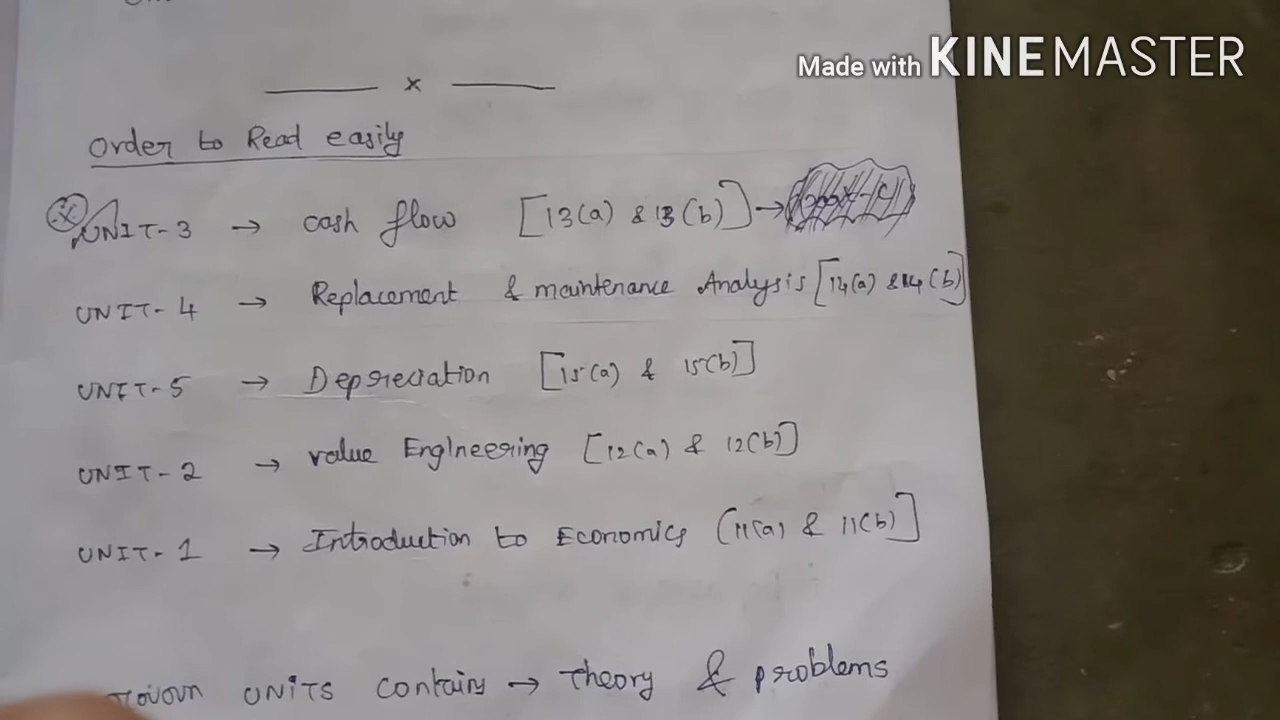 Made with KINEMASTER
x
Order to Read easily
UNIT-3 → cash flow [13(a) & 13(b)] →
UNIT-4 → Replacement & maintenance Analysis [14(a) & 14(b)]
UNIT-5 → Depreciation [15(a) & 15(b)]
UNIT-2 → value Engineering [12(a) & 12(b)]
UNIT-1 → Introduction to Economics (11(a) & 11(b)]
UNITS contains → theory & problems